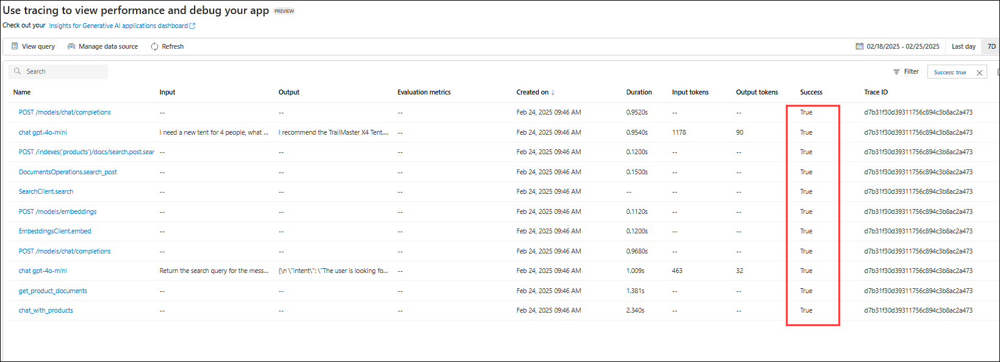 Use tracing to view performance and debug your app PREVIEW
Check out your Insights for Generative AI applications dashboard
View query Manage data source Refresh 02/18/2025 - 02/25/2025 Last day 7D
Search Filter Success: true
Name Input Output Evaluation metrics Created on ↓ Duration Input tokens Output tokens Success Trace ID
POST /models/chat/completions -- -- -- Feb 24, 2025 09:46 AM 0.9520s -- -- True d7b31f30d39311756c894c3b8ac2a473
chat gpt-4o-mini I need a new tent for 4 people, what ... I recommend the TrailMaster X4 Tent.... -- Feb 24, 2025 09:46 AM 0.9540s 1178 90 True d7b31f30d39311756c894c3b8ac2a473
POST /indexes('products')/docs/search.post.sear -- -- -- Feb 24, 2025 09:46 AM 0.1200s -- -- True d7b31f30d39311756c894c3b8ac2a473
DocumentsOperations.search_post -- -- -- Feb 24, 2025 09:46 AM 0.1500s -- -- True d7b31f30d39311756c894c3b8ac2a473
SearchClient.search -- -- -- Feb 24, 2025 09:46 AM -- -- -- True d7b31f30d39311756c894c3b8ac2a473
POST /models/embeddings -- -- -- Feb 24, 2025 09:46 AM 0.1120s -- -- True d7b31f30d39311756c894c3b8ac2a473
EmbeddingsClient.embed -- -- -- Feb 24, 2025 09:46 AM 0.1200s -- -- True d7b31f30d39311756c894c3b8ac2a473
POST /models/chat/completions -- -- -- Feb 24, 2025 09:46 AM 0.9680s -- -- True d7b31f30d39311756c894c3b8ac2a473
chat gpt-4o-mini Return the search query for the mess... {\n \"intent\": \"The user is looking fo... -- Feb 24, 2025 09:46 AM 1.009s 463 32 True d7b31f30d39311756c894c3b8ac2a473
get_product_documents -- -- -- Feb 24, 2025 09:46 AM 1.381s -- -- True d7b31f30d39311756c894c3b8ac2a473
chat_with_products -- -- -- Feb 24, 2025 09:46 AM 2.340s -- -- True d7b31f30d39311756c894c3b8ac2a473